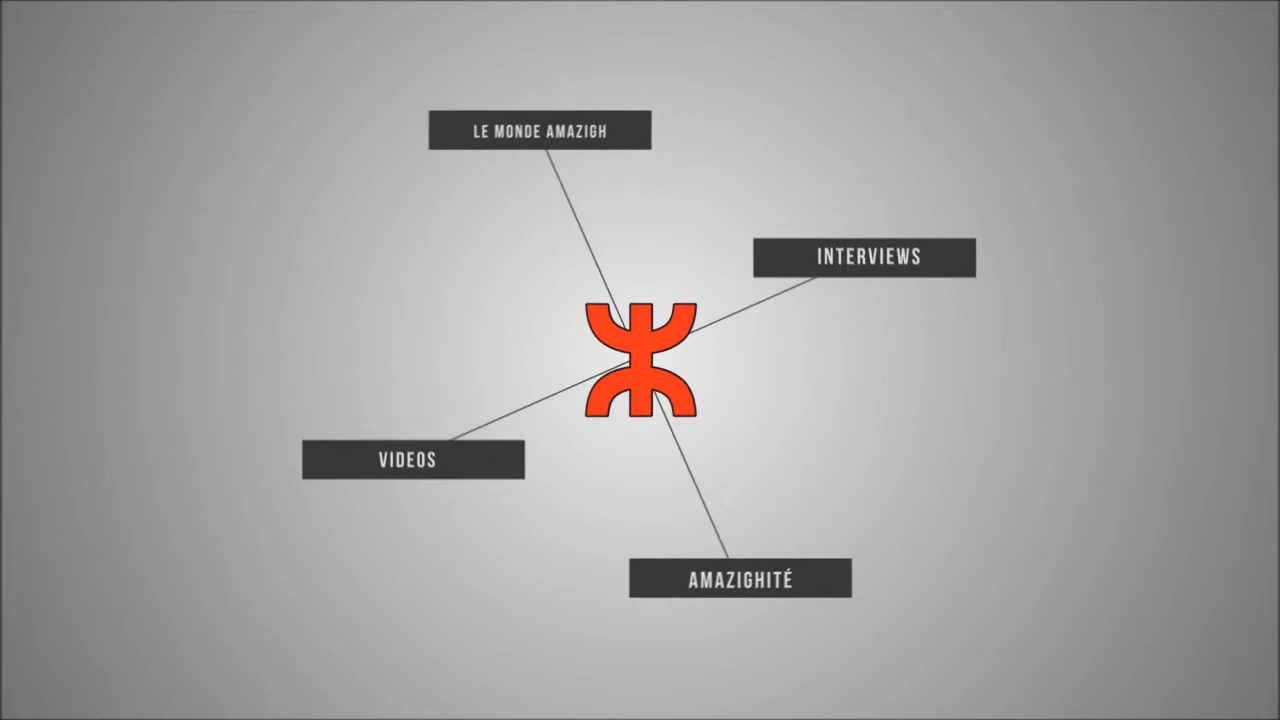 LE MONDE AMAZIGH
INTERVIEWS
ⵣ
VIDEOS
AMAZIGHITÉ